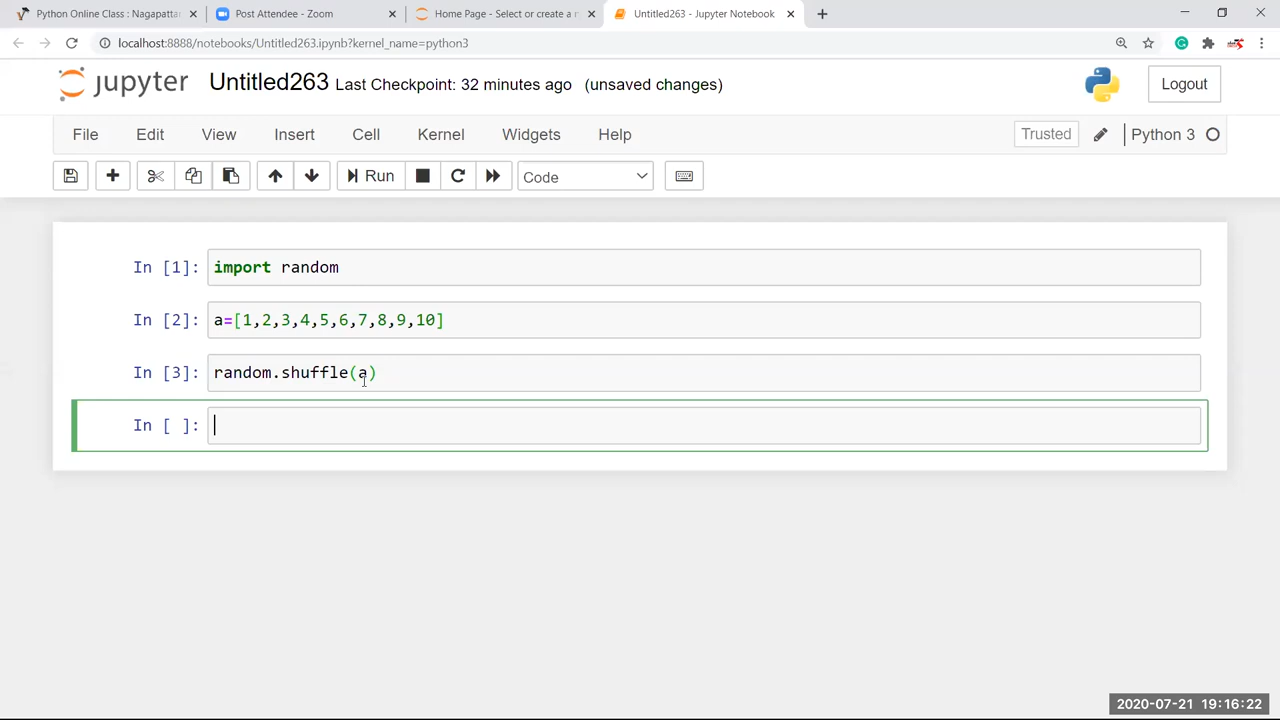 Python Online Class : Nagapattar
Post Attendee - Zoom
Home Page - Select or create a n
Untitled263 - Jupyter Notebook
localhost:8888/notebooks/Untitled263.ipynb?kernel_name=python3
jupyter Untitled263 Last Checkpoint: 32 minutes ago (unsaved changes)
Logout
File Edit View Insert Cell Kernel Widgets Help
Trusted Python 3
Run Code
In [1]: import random
In [2]: a=[1,2,3,4,5,6,7,8,9,10]
In [3]: random.shuffle(a)
In [ ]:
2020-07-21 19:16:22